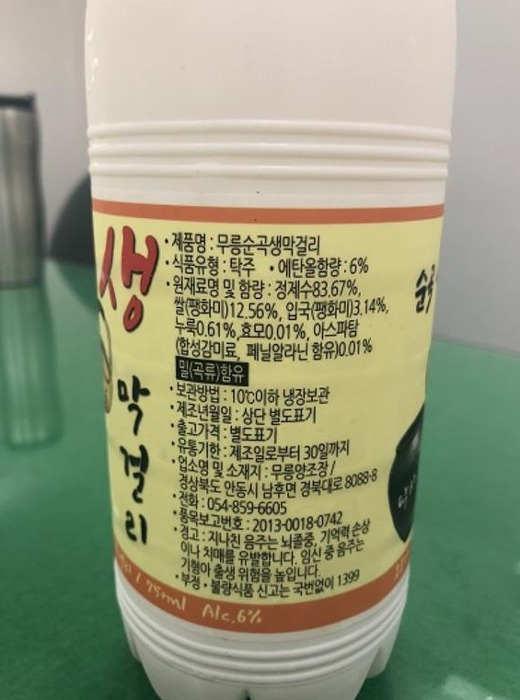 생
막
걸
리
• 제품명 : 무릉순곡생막걸리
• 식품유형 : 탁주 • 에탄올함량 : 6%
• 원재료명 및 함량 : 정제수83.67%,
쌀(팽화미)12.56%, 입국(팽화미)3.14%,
누룩0.61%,효모0.01%, 아스파탐
(합성감미료, 페닐알라닌 함유)0.01%
밀(곡류)함유
• 보관방법 : 10℃이하 냉장보관
• 제조년월일 : 상단 별도표기
• 출고가격 : 별도표기
• 유통기한 : 제조일로부터 30일까지
• 업소명 및 소재지 : 무릉양조장 /
경상북도 안동시 남후면 경북대로 8088-8
• 전화 : 054-859-6605
• 품목보고번호 : 2013-0018-0742
• 경고 : 지나친 음주는 뇌졸중, 기억력 손상
이나 치매를 유발합니다. 임신 중 음주는
기형아 출생 위험을 높입니다.
• 부정 • 불량식품 신고는 국번없이 1399
/ 750ml Alc.6%
순곡